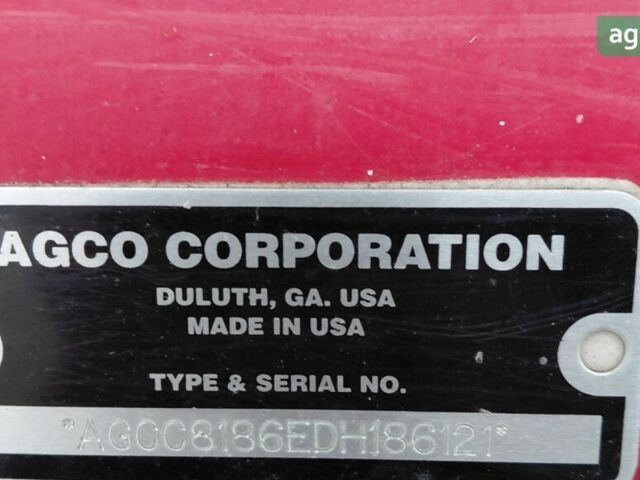 ag
AGCO CORPORATION
DULUTH, GA. USA
MADE IN USA
TYPE & SERIAL NO.
*AGCC8186EDH186121*